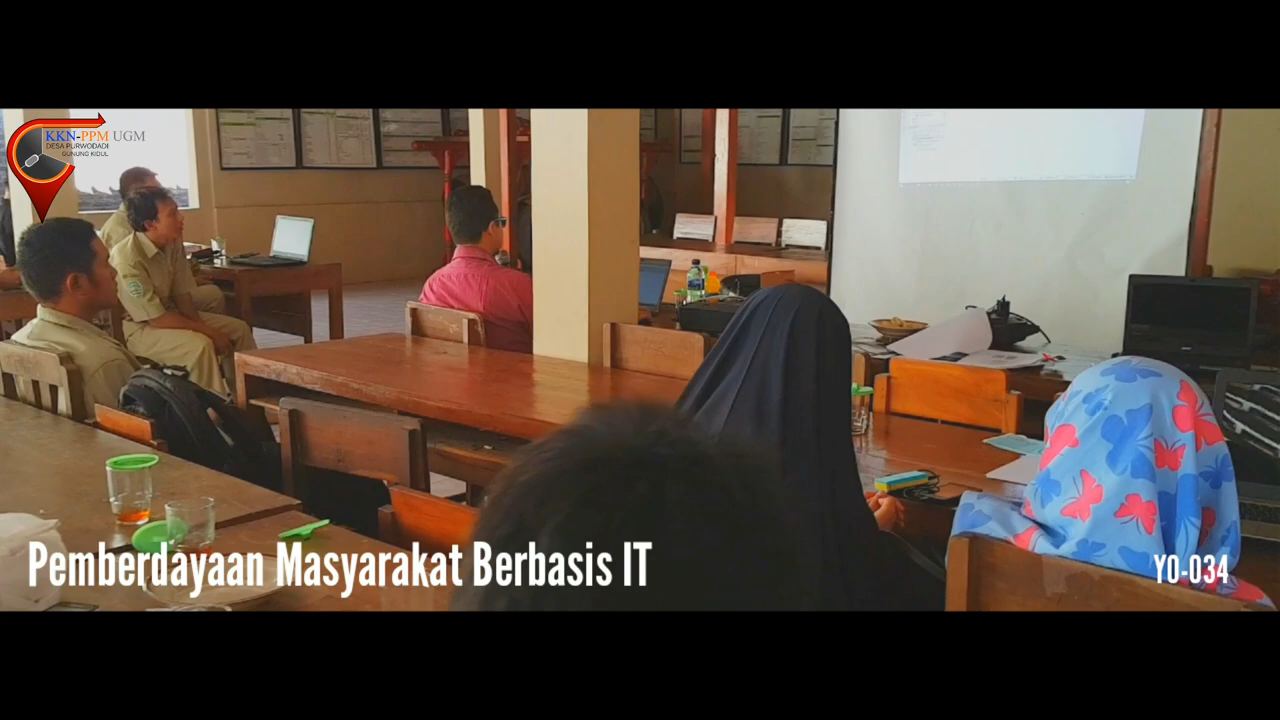 KKN-PPM UGM
DESA PURWODADI
GUNUNG KIDUL
Pemberdayaan Masyarakat Berbasis IT
YO-034